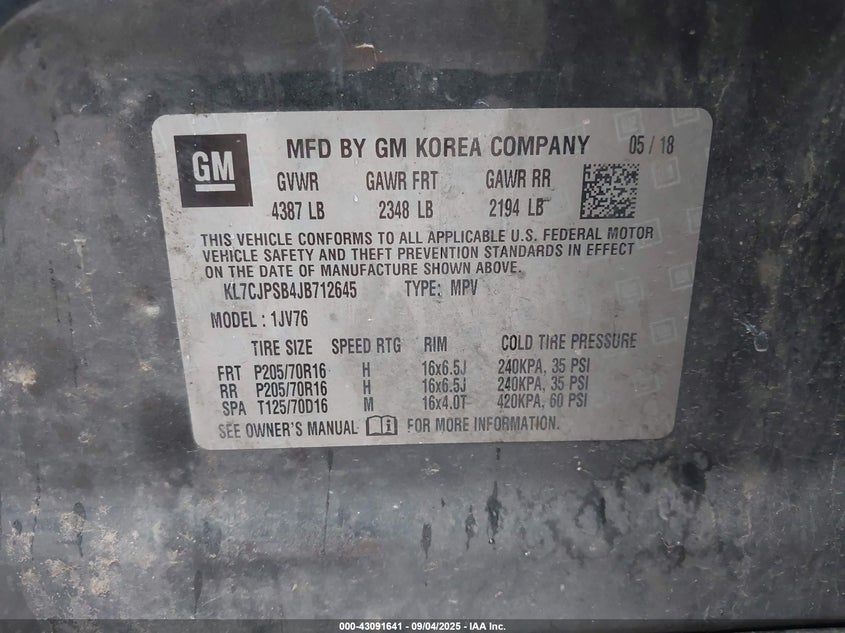 GM
MFD BY GM KOREA COMPANY 05 / 18
GVWR GAWR FRT GAWR RR
4387 LB 2348 LB 2194 LB
THIS VEHICLE CONFORMS TO ALL APPLICABLE U.S. FEDERAL MOTOR
VEHICLE SAFETY AND THEFT PREVENTION STANDARDS IN EFFECT
ON THE DATE OF MANUFACTURE SHOWN ABOVE.
KL7CJPSB4JB712645 TYPE: MPV
MODEL : 1JV76
TIRE SIZE SPEED RTG RIM COLD TIRE PRESSURE
FRT P205/70R16 H 16x6.5J 240KPA, 35 PSI
RR P205/70R16 H 16x6.5J 240KPA, 35 PSI
SPA T125/70D16 M 16x4.0T 420KPA, 60 PSI
SEE OWNER'S MANUAL FOR MORE INFORMATION.
000-43091641 - 09/04/2025 - IAA Inc.